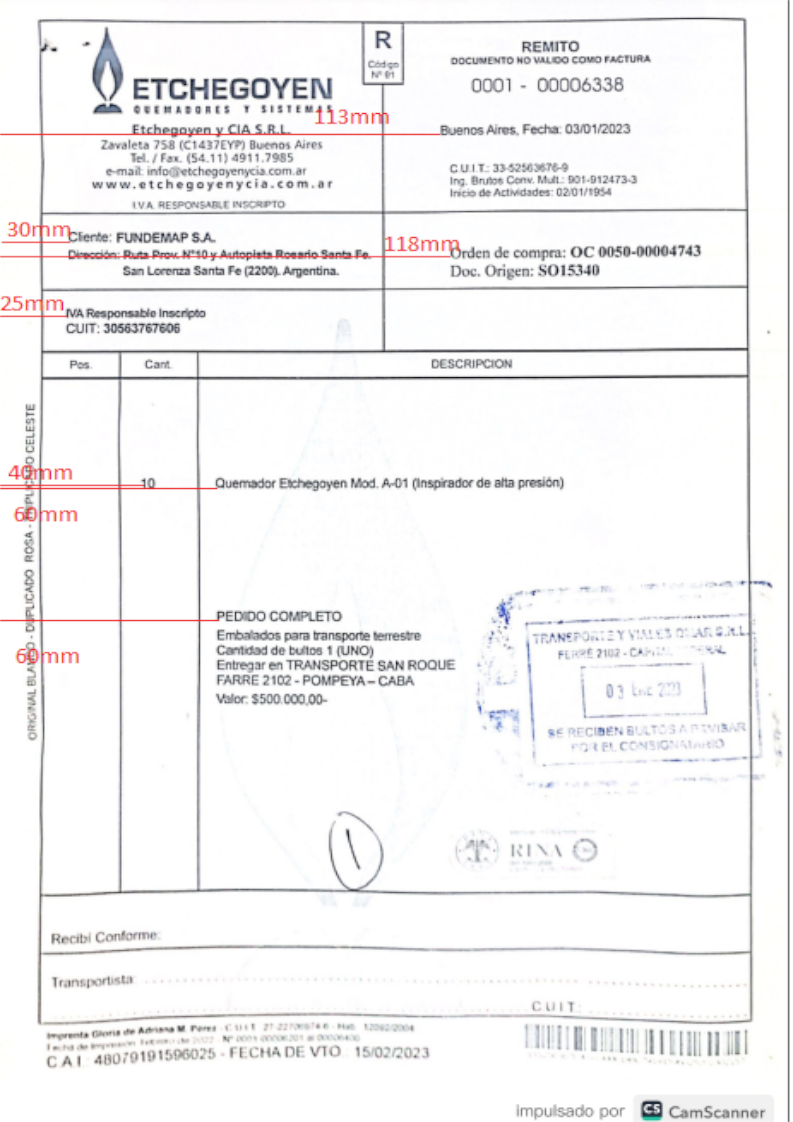 R
Código
Nº 91
REMITO
DOCUMENTO NO VALIDO COMO FACTURA
0001 - 00006338
ETCHEGOYEN
QUEMADORES Y SISTEMAS
113mm
Etchegoyen y CIA S.R.L.
Buenos Aires, Fecha: 03/01/2023
Zavaleta 758 (C1437EYP) Buenos Aires
Tel. / Fax. (54.11) 4911.7985
e-mail: info@etchegoyenycia.com.ar
www.etchegoyenycia.com.ar
C.U.I.T.: 33-52563676-9
Ing. Brutos Conv. Mult.: 901-912473-3
Inicio de Actividades: 02/01/1954
I.V.A. RESPONSABLE INSCRIPTO
30mm
Cliente: FUNDEMAP S.A.
118mm
Dirección: Ruta Prov. Nº10 y Autopista Rosario Santa Fe.
San Lorenza Santa Fe (2200). Argentina.
Orden de compra: OC 0050-00004743
Doc. Origen: SO15340
25mm
IVA Responsable Inscripto
CUIT: 30563767606
Pos. Cant. DESCRIPCION
40mm
10 Quemador Etchegoyen Mod. A-01 (Inspirador de alta presión)
60mm
PEDIDO COMPLETO
60mm
Embalados para transporte terrestre
Cantidad de bultos 1 (UNO)
Entregar en TRANSPORTE SAN ROQUE
FARRE 2102 - POMPEYA – CABA
Valor: $500.000,00-
TRANSPORTE Y VIALES OMAR S.R.L.
FERRE 2102 - CAPITAL FEDERAL
03 ENE 2023
SE RECIBEN BULTOS A REVISAR
POR EL CONSIGNATARIO
1
RINA
ORIGINAL BLANCO - DUPLICADO ROSA - TRIPLICADO CELESTE
Recibí Conforme:
Transportista:
CUIT:
Imprenta Gloria de Adriana M. Perez - C.U.I.T. 27-22706974-6 - Hab. 12092/2004
Fecha de Impresión: Febrero de 2022 - Nº 0001-00006201 al 00006400
C.A.I.: 48079191596025 - FECHA DE VTO.: 15/02/2023
Impulsado por CS CamScanner